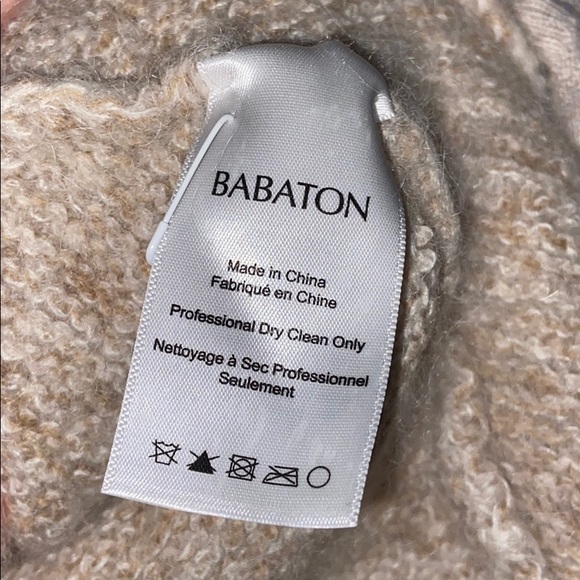 BABATON
Made in China
Fabriqué en Chine
Professional Dry Clean Only
Nettoyage à Sec Professionnel
Seulement